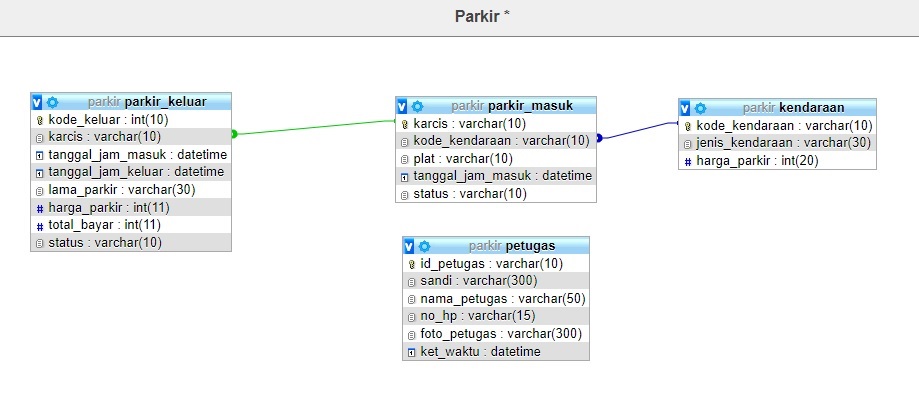 Parkir *
parkir parkir_keluar
kode_keluar : int(10)
karcis : varchar(10)
tanggal_jam_masuk : datetime
tanggal_jam_keluar : datetime
lama_parkir : varchar(30)
# harga_parkir : int(11)
# total_bayar : int(11)
status : varchar(10)
parkir parkir_masuk
karcis : varchar(10)
kode_kendaraan : varchar(10)
plat : varchar(10)
tanggal_jam_masuk : datetime
status : varchar(10)
parkir kendaraan
kode_kendaraan : varchar(10)
jenis_kendaraan : varchar(30)
# harga_parkir : int(20)
parkir petugas
id_petugas : varchar(10)
sandi : varchar(300)
nama_petugas : varchar(50)
no_hp : varchar(15)
foto_petugas : varchar(300)
ket_waktu : datetime